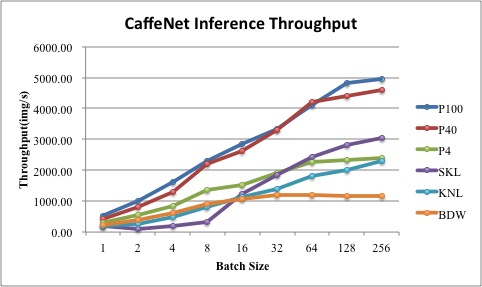 CaffeNet Inference Throughput
6000.00
5000.00
4000.00
3000.00
2000.00
1000.00
0.00
Throughput(img/s)
1 2 4 8 16 32 64 128 256
Batch Size
P100
P40
P4
SKL
KNL
BDW